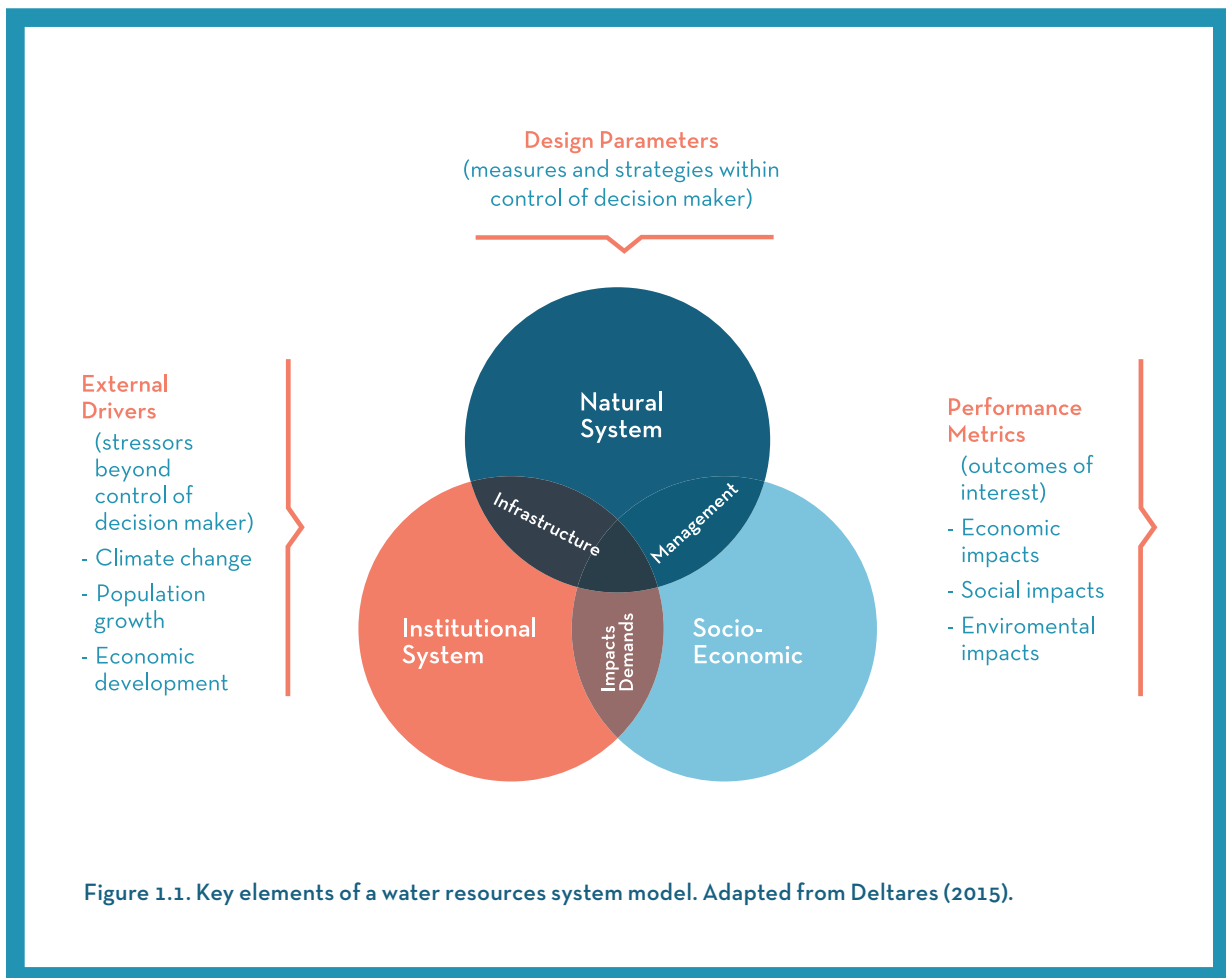 Design Parameters
(measures and strategies within
control of decision maker)
External
Drivers
(stressors
beyond
control of
decision maker)
- Climate change
- Population
growth
- Economic
development
Natural
System
Infrastructure
Management
Institutional
System
Impacts
Demands
Socio-
Economic
Performance
Metrics
(outcomes of
interest)
- Economic
impacts
- Social impacts
- Enviromental
impacts
Figure 1.1. Key elements of a water resources system model. Adapted from Deltares (2015).